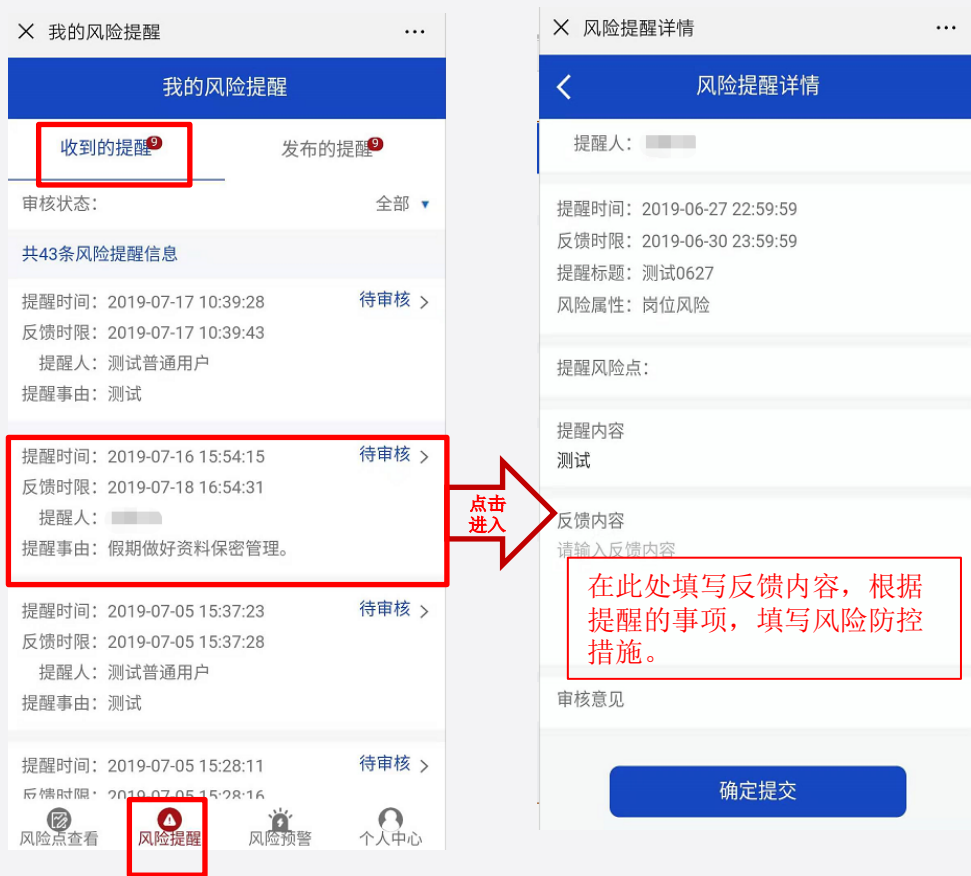 我的风险提醒
我的风险提醒
收到的提醒9
发布的提醒9
审核状态：
全部
共43条风险提醒信息
提醒时间：2019-07-17 10:39:28
待审核
反馈时限：2019-07-17 10:39:43
提醒人：测试普通用户
提醒事由：测试
提醒时间：2019-07-16 15:54:15
待审核
反馈时限：2019-07-18 16:54:31
提醒人：
提醒事由：假期做好资料保密管理。
提醒时间：2019-07-05 15:37:23
待审核
反馈时限：2019-07-05 15:37:28
提醒人：测试普通用户
提醒事由：测试
提醒时间：2019-07-05 15:28:11
待审核
反馈时限：2019-07-05 15:28:16
风险点查看
风险提醒
风险预警
个人中心
点击
进入
风险提醒详情
风险提醒详情
提醒人：
提醒时间：2019-06-27 22:59:59
反馈时限：2019-06-30 23:59:59
提醒标题：测试0627
风险属性：岗位风险
提醒风险点：
提醒内容
测试
反馈内容
请输入反馈内容
在此处填写反馈内容，根据
提醒的事项，填写风险防控
措施。
审核意见
确定提交